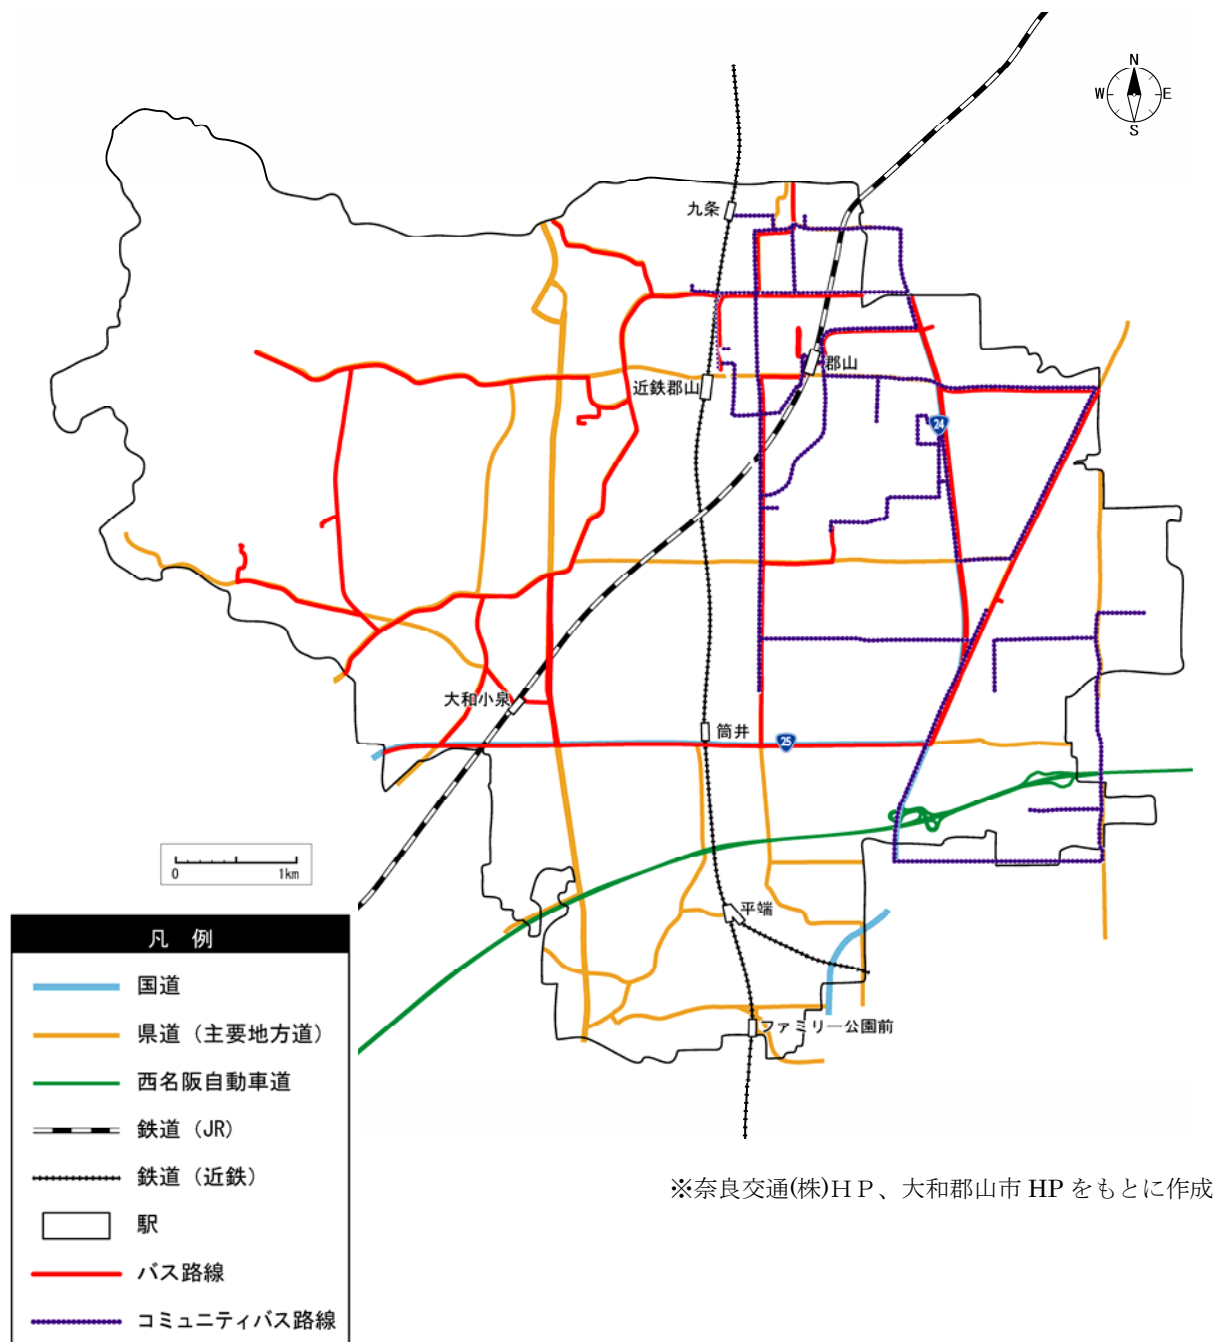 N
W E
S
九条
郡山
近鉄郡山
24
大和小泉
筒井
25
平端
ファミリー公園前
0 1km
凡 例
国道
県道（主要地方道）
西名阪自動車道
鉄道（JR）
鉄道（近鉄）
駅
バス路線
コミュニティバス路線
※奈良交通(株)ＨＰ、大和郡山市 HP をもとに作成